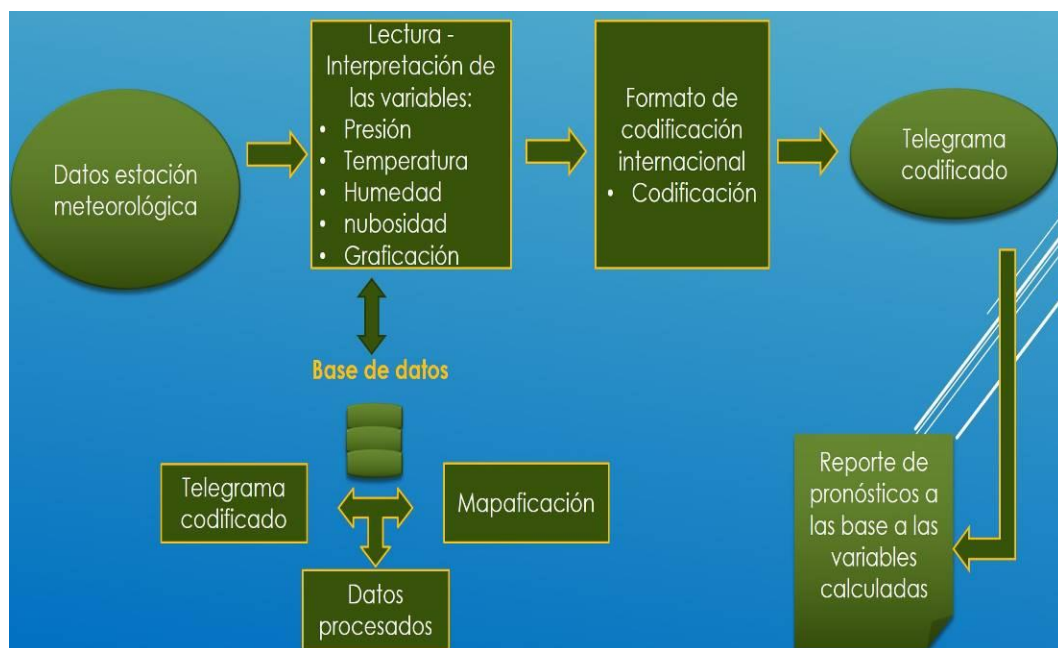 Datos estación
meteorológica
Lectura -
Interpretación de
las variables:
• Presión
• Temperatura
• Humedad
• nubosidad
• Graficación
Formato de
codificación
internacional
• Codificación
Telegrama
codificado
Base de datos
Telegrama
codificado
Mapaficación
Datos
procesados
Reporte de
pronósticos a
las base a las
variables
calculadas